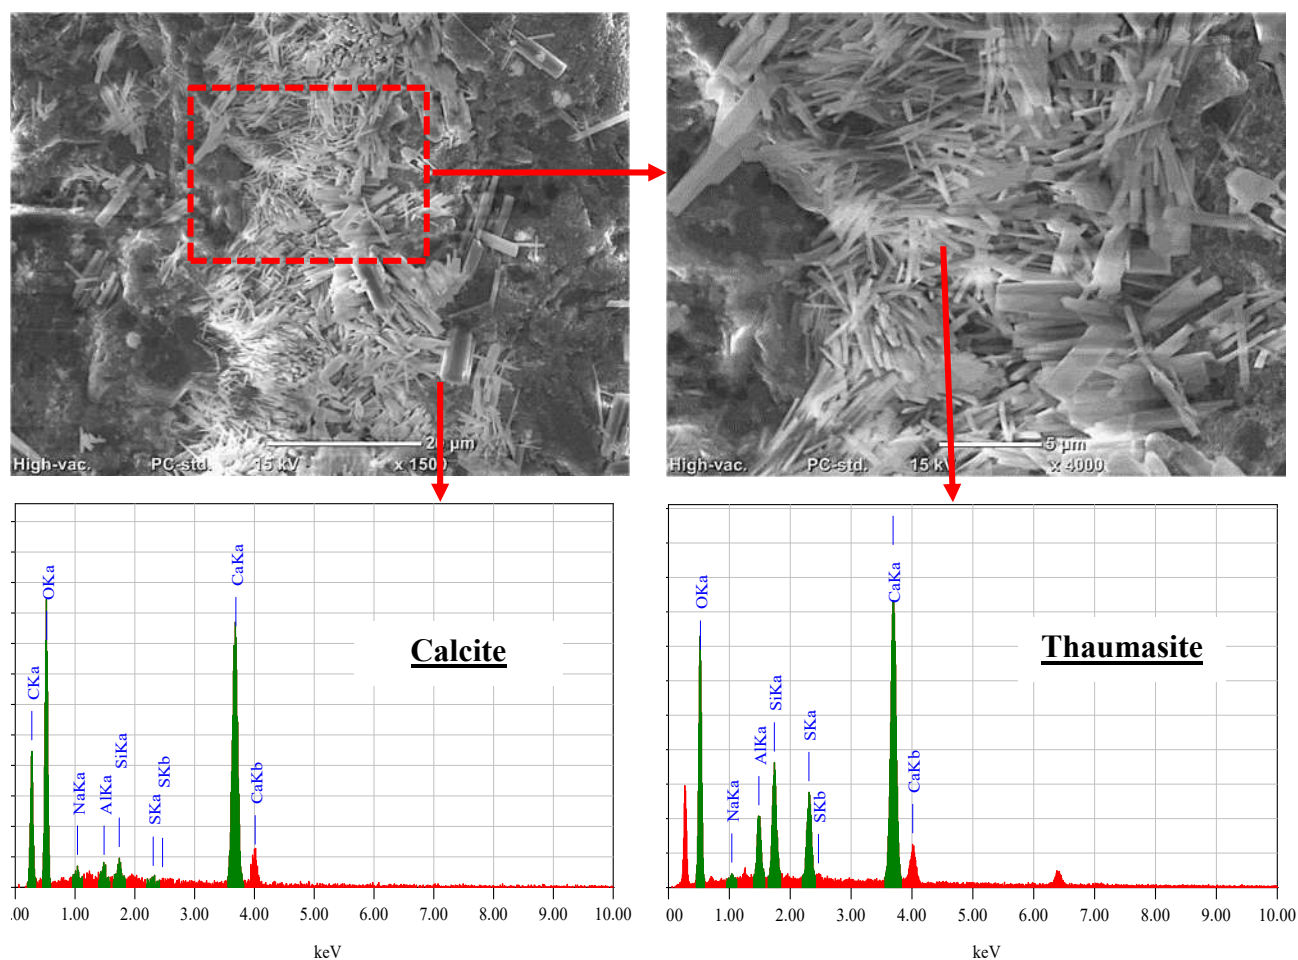 20 µm
High-vac. PC-std. 15 kV x 1500
5 µm
High-vac. PC-std. 15 kV x 4000
CKa
OKa
NaKa
AlKa
SiKa
SKa
SKb
CaKa
CaKb
Calcite
.00 1.00 2.00 3.00 4.00 5.00 6.00 7.00 8.00 9.00 10.00
keV
OKa
NaKa
AlKa
SiKa
SKa
SKb
CaKa
CaKb
Thaumasite
.00 1.00 2.00 3.00 4.00 5.00 6.00 7.00 8.00 9.00 10.00
keV